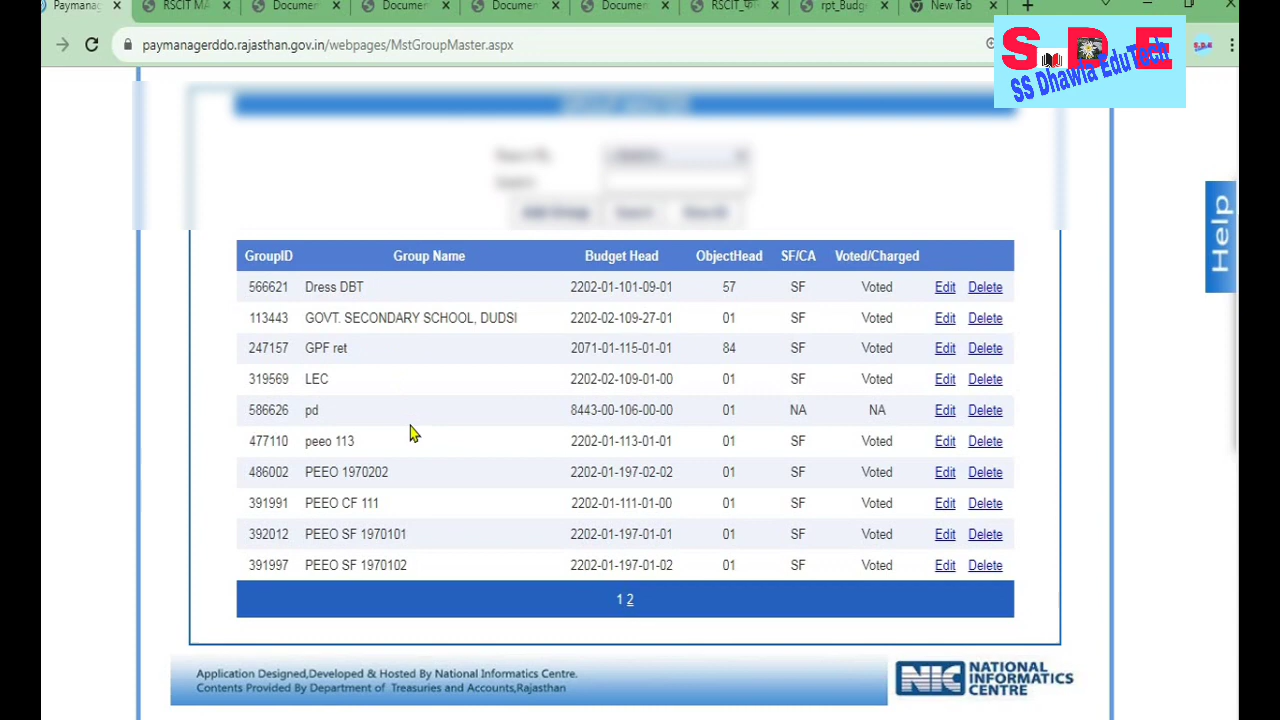 Paymanag
RSCIT MA
Documen
Documen
Documen
Documen
rpt_Budg
New Tab
paymanagerddo.rajasthan.gov.in/webpages/MstGroupMaster.aspx
S D E
SS Dhawla EduTech
Help
GroupID Group Name Budget Head ObjectHead SF/CA Voted/Charged
566621 Dress DBT 2202-01-101-09-01 57 SF Voted Edit Delete
113443 GOVT. SECONDARY SCHOOL, DUDSI 2202-02-109-27-01 01 SF Voted Edit Delete
247157 GPF ret 2071-01-115-01-01 84 SF Voted Edit Delete
319569 LEC 2202-02-109-01-00 01 SF Voted Edit Delete
586626 pd 8443-00-106-00-00 01 NA NA Edit Delete
477110 peeo 113 2202-01-113-01-01 01 SF Voted Edit Delete
486002 PEEO 1970202 2202-01-197-02-02 01 SF Voted Edit Delete
391991 PEEO CF 111 2202-01-111-01-00 01 SF Voted Edit Delete
392012 PEEO SF 1970101 2202-01-197-01-01 01 SF Voted Edit Delete
391997 PEEO SF 1970102 2202-01-197-01-02 01 SF Voted Edit Delete
1 2
Application Designed,Developed & Hosted By National Informatics Centre.
Contents Provided By Department of Treasuries and Accounts,Rajasthan
NIC NATIONAL
INFORMATICS
CENTRE